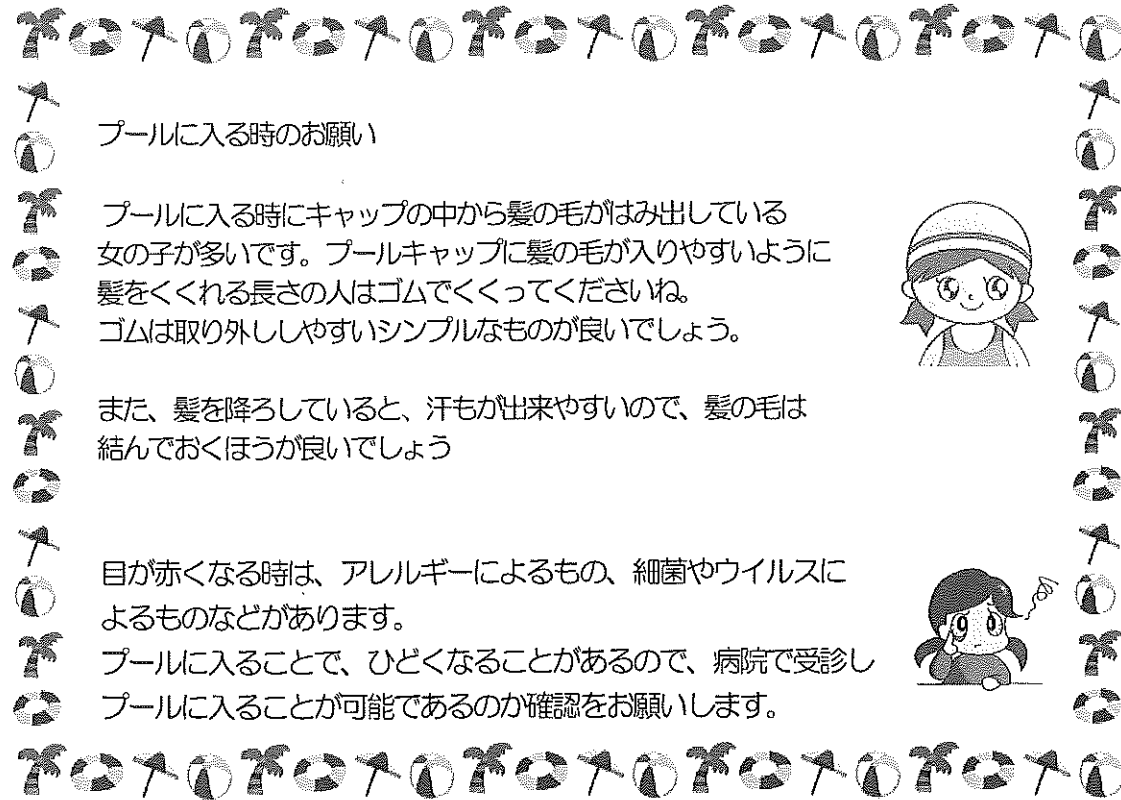 プールに入る時のお願い
プールに入る時にキャップの中から髪の毛がはみ出している
女の子が多いです。プールキャップに髪の毛が入りやすいように
髪をくくれる長さの人はゴムでくくってくださいね。
ゴムは取り外ししやすいシンプルなものが良いでしょう。
また、髪を降ろしていると、汗もが出来やすいので、髪の毛は
結んでおくほうが良いでしょう
目が赤くなる時は、アレルギーによるもの、細菌やウイルスに
よるものなどがあります。
プールに入ることで、ひどくなることがあるので、病院で受診し
プールに入ることが可能であるのか確認をお願いします。